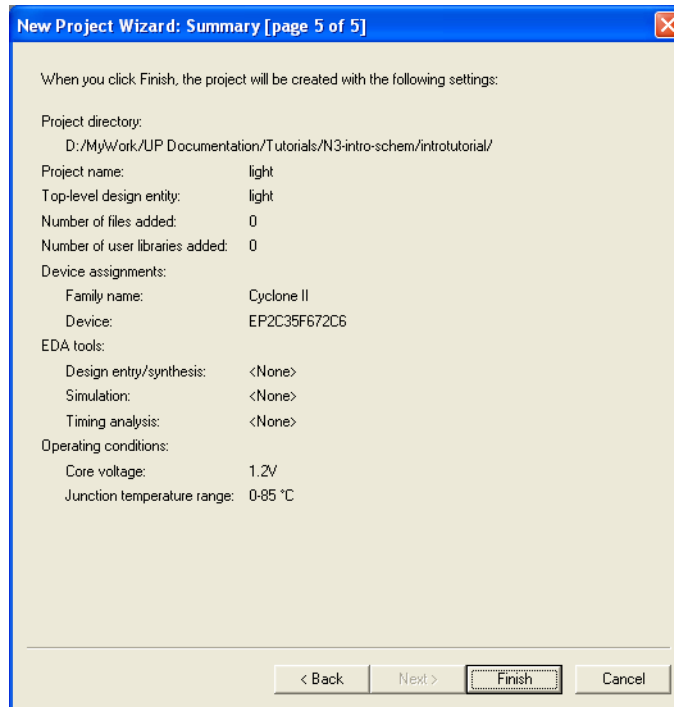 New Project Wizard: Summary [page 5 of 5]
When you click Finish, the project will be created with the following settings:
Project directory:
D:/MyWork/UP Documentation/Tutorials/N3-intro-schem/introtutorial/
Project name: light
Top-level design entity: light
Number of files added: 0
Number of user libraries added: 0
Device assignments:
Family name: Cyclone II
Device: EP2C35F672C6
EDA tools:
Design entry/synthesis: <None>
Simulation: <None>
Timing analysis: <None>
Operating conditions:
Core voltage: 1.2V
Junction temperature range: 0-85 °C
< Back Next > Finish Cancel